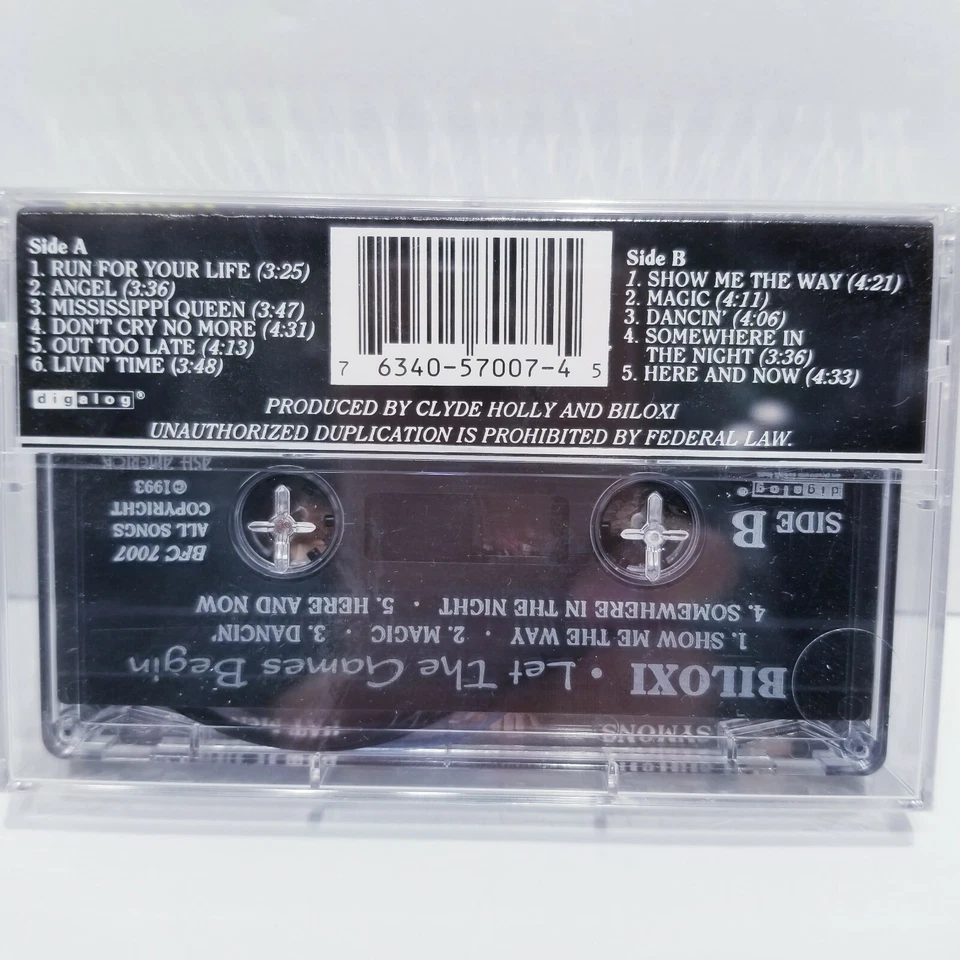 Side A
1. RUN FOR YOUR LIFE (3:25)
2. ANGEL (3:36)
3. MISSISSIPPI QUEEN (3:47)
4. DON'T CRY NO MORE (4:31)
5. OUT TOO LATE (4:13)
6. LIVIN' TIME (3:48)
digalog®
7 6340-57007-4 5
Side B
1. SHOW ME THE WAY (4:21)
2. MAGIC (4:11)
3. DANCIN' (4:06)
4. SOMEWHERE IN
THE NIGHT (3:36)
5. HERE AND NOW (4:33)
PRODUCED BY CLYDE HOLLY AND BILOXI
UNAUTHORIZED DUPLICATION IS PROHIBITED BY FEDERAL LAW.
BILOXI • Let The Games Begin
1. SHOW ME THE WAY • 2. MAGIC • 3. DANCIN'
4. SOMEWHERE IN THE NIGHT • 5. HERE AND NOW
SIDE B
digalog®
BFC 7007
ALL SONGS
COPYRIGHT
©1993
ASH AMERICA
SYMONS